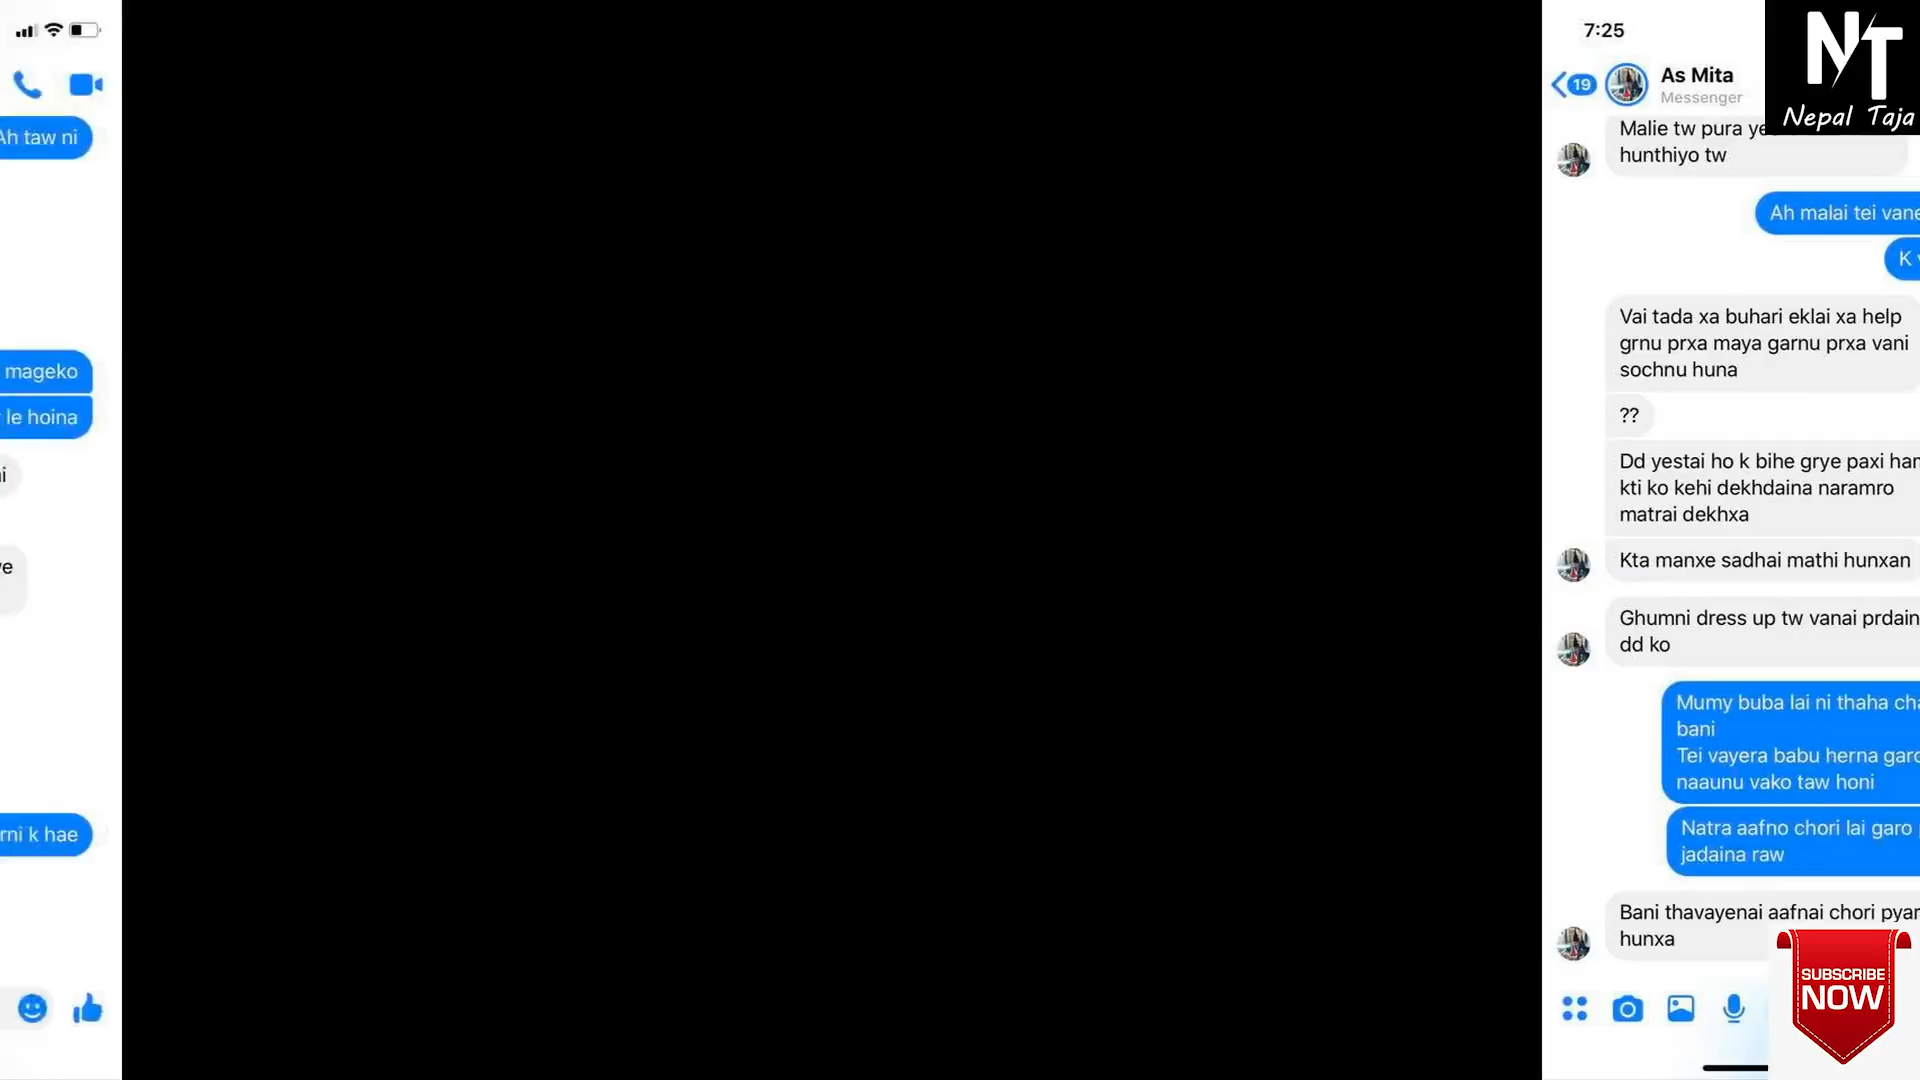 Ah taw ni
mageko
le hoina
rni k hae
7:25
19
As Mita
Messenger
Malie tw pura
hunthiyo tw
Ah malai tei vane
K
Vai tada xa buhari eklai xa help
grnu prxa maya garnu prxa vani
sochnu huna
??
Dd yestai ho k bihe grye paxi ham
kti ko kehi dekhdaina naramro
matrai dekhxa
Kta manxe sadhai mathi hunxan
Ghumni dress up tw vanai prdain
dd ko
Mumy buba lai ni thaha cha
bani
Tei vayera babu herna garo
naaunu vako taw honi
Natra aafno chori lai garo
jadaina raw
Bani thavayenai aafnai chori pyar
hunxa
NT
Nepal Taja
SUBSCRIBE
NOW